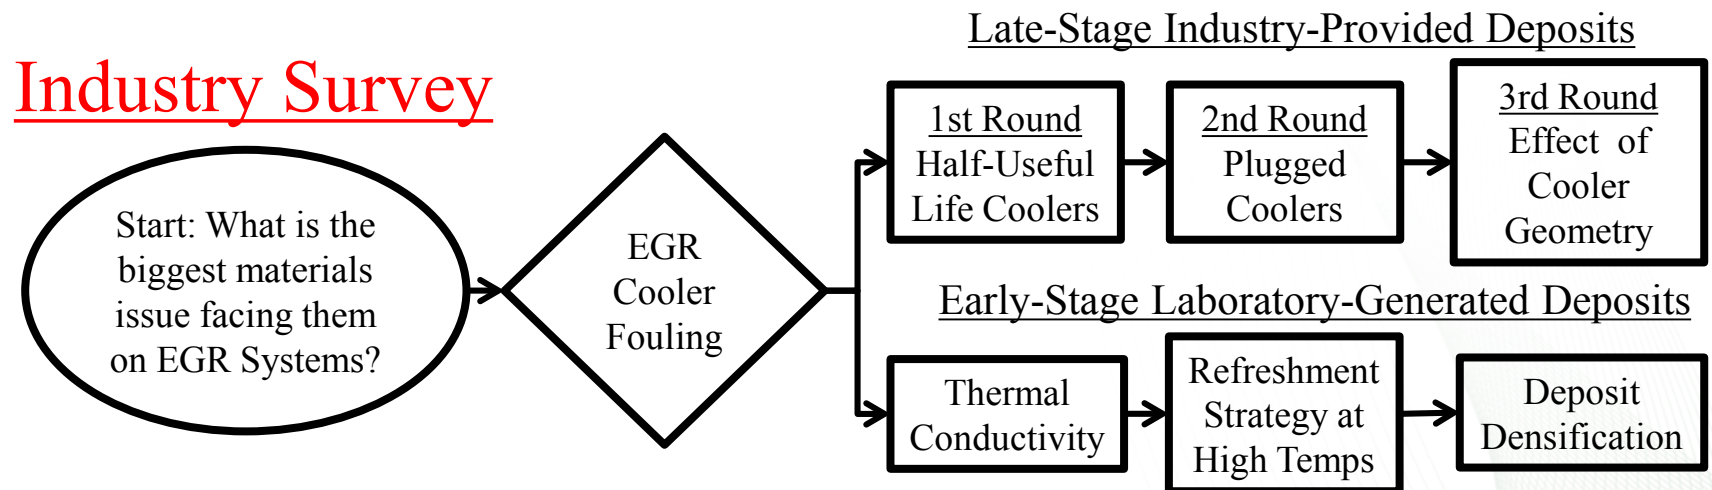 Industry Survey
Start: What is the
biggest materials
issue facing them
on EGR Systems?
EGR
Cooler
Fouling
Late-Stage Industry-Provided Deposits
1st Round
Half-Useful
Life Coolers
2nd Round
Plugged
Coolers
3rd Round
Effect of
Cooler
Geometry
Early-Stage Laboratory-Generated Deposits
Thermal
Conductivity
Refreshment
Strategy at
High Temps
Deposit
Densification